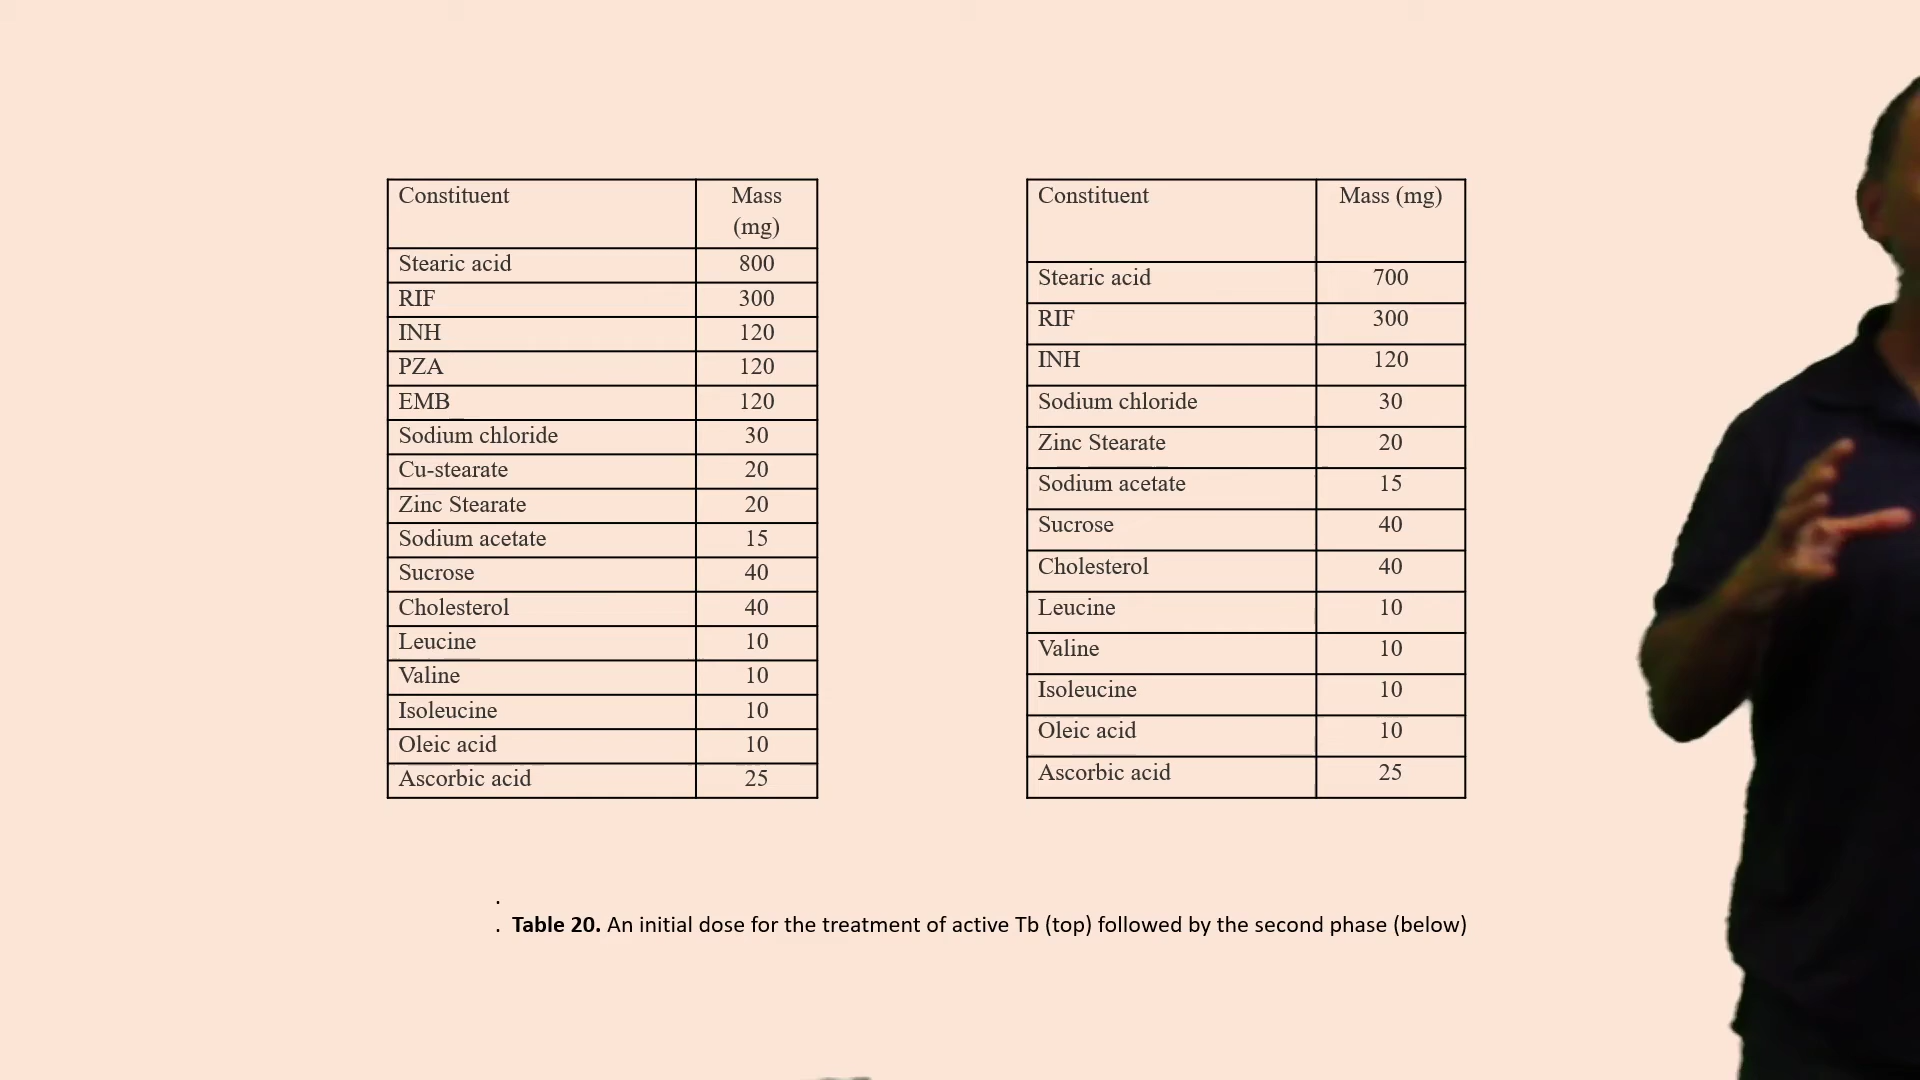 Constituent Mass
(mg)
Stearic acid 800
RIF 300
INH 120
PZA 120
EMB 120
Sodium chloride 30
Cu-stearate 20
Zinc Stearate 20
Sodium acetate 15
Sucrose 40
Cholesterol 40
Leucine 10
Valine 10
Isoleucine 10
Oleic acid 10
Ascorbic acid 25
Constituent Mass (mg)
Stearic acid 700
RIF 300
INH 120
Sodium chloride 30
Zinc Stearate 20
Sodium acetate 15
Sucrose 40
Cholesterol 40
Leucine 10
Valine 10
Isoleucine 10
Oleic acid 10
Ascorbic acid 25
.
. Table 20. An initial dose for the treatment of active Tb (top) followed by the second phase (below)